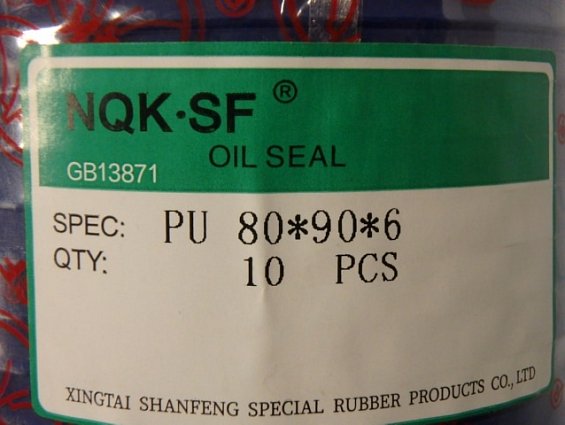 NQK·SF ®
OIL SEAL
GB13871
SPEC: PU 80*90*6
QTY: 10 PCS
XINGTAI SHANFENG SPECIAL RUBBER PRODUCTS CO., LTD